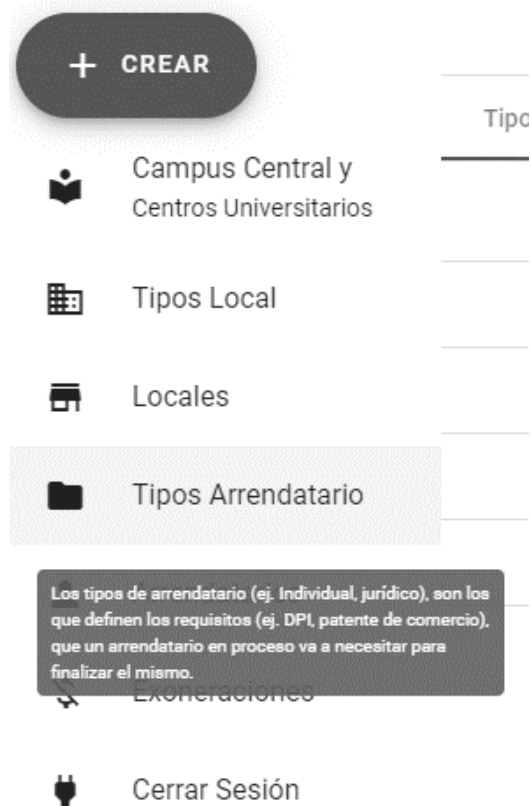 + CREAR
Tipo
Campus Central y
Centros Universitarios
Tipos Local
Locales
Tipos Arrendatario
Los tipos de arrendatario (ej. Individual, jurídico), son los
que definen los requisitos (ej. DPI, patente de comercio),
que un arrendatario en proceso va a necesitar para
finalizar el mismo.
Exoneraciones
Cerrar Sesión